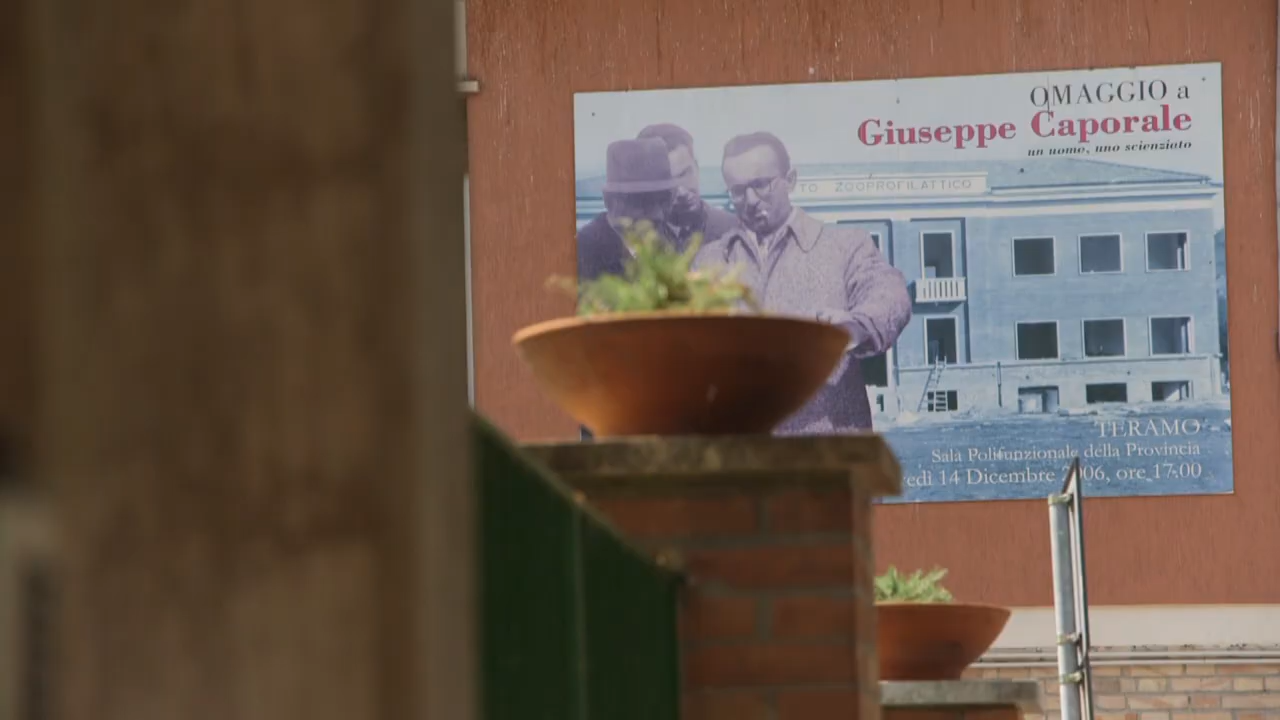 OMAGGIO a
Giuseppe Caporale
un uomo, uno scienziato
ZOOPROFILATTICO
TERAMO
Sala Polifunzionale della Provincia
14 Dicembre 2006, ore 17.00